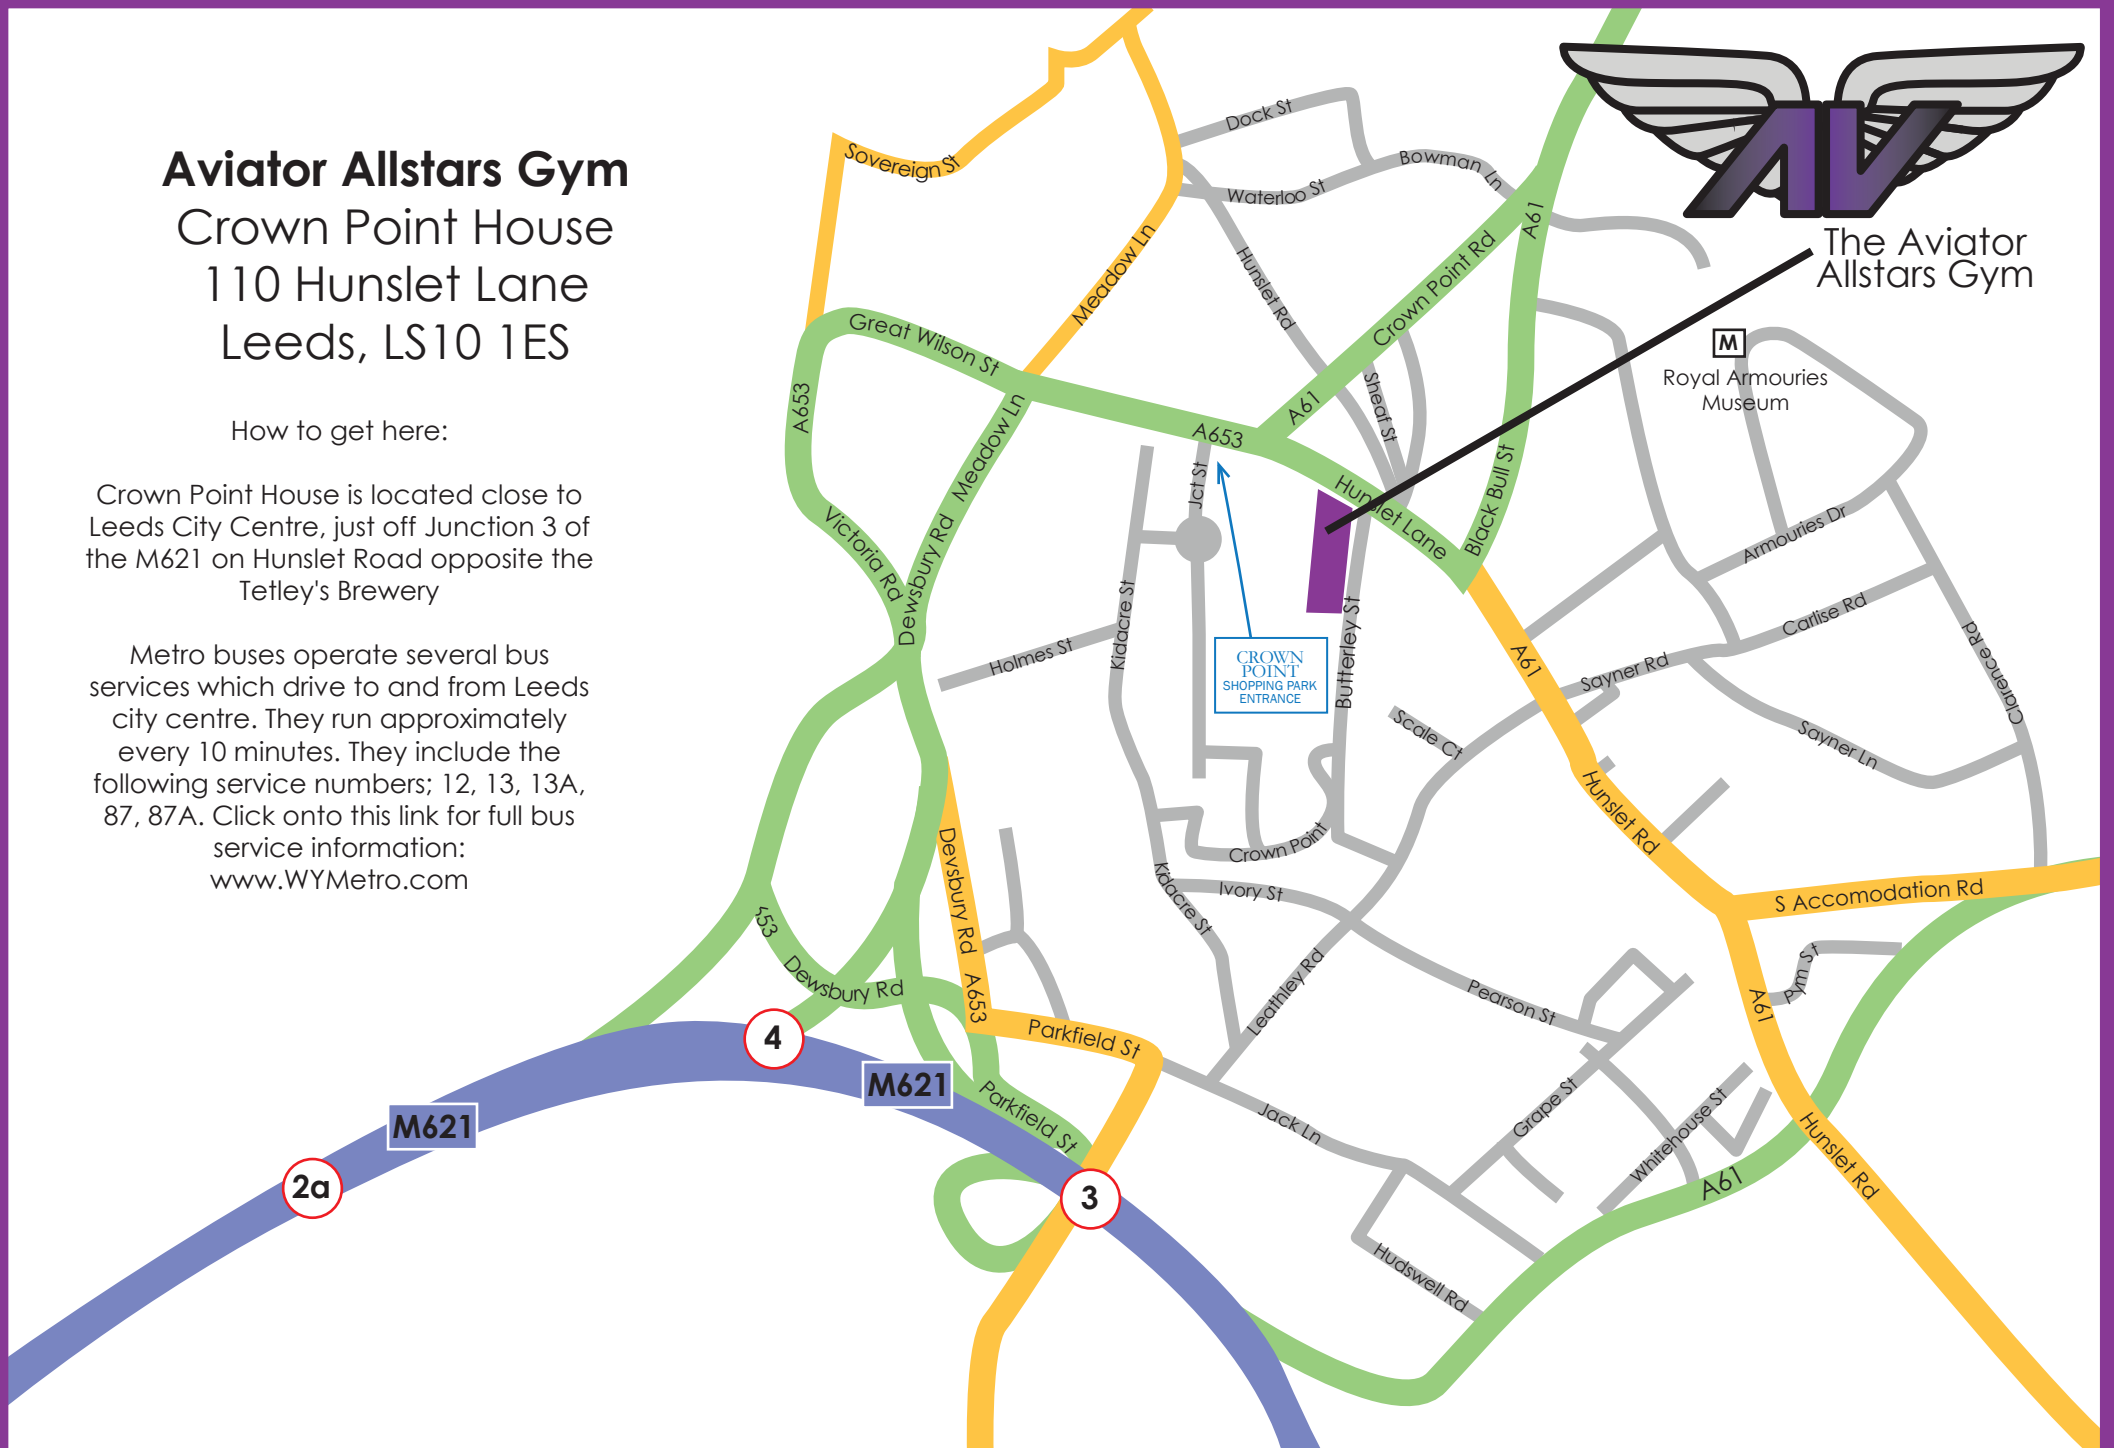 Aviator Allstars Gym
Crown Point House
110 Hunslet Lane
Leeds, LS10 1ES
How to get here:
Crown Point House is located close to
Leeds City Centre, just off Junction 3 of
the M621 on Hunslet Road opposite the
Tetley's Brewery
Metro buses operate several bus
services which drive to and from Leeds
city centre. They run approximately
every 10 minutes. They include the
following service numbers; 12, 13, 13A,
87, 87A. Click onto this link for full bus
service information:
www.WYMetro.com
AV
The Aviator
Allstars Gym
M
Royal Armouries
Museum
Dock St
Sovereign St
Bowman Ln
Waterloo St
A61
Meadow Ln
Hunslet Rd
Crown Point Rd
Great Wilson St
A653
A61
Sheaf St
Meadow Ln
A653
Jct St
Hunslet Lane
Black Bull St
Victoria Rd
Dewsbury Rd
Armouries Dr
Kidacre St
Holmes St
Butterley St
CROWN
POINT
SHOPPING PARK
ENTRANCE
Carlise Rd
Clarence Rd
A61
Sayner Rd
Scale Ct
Sayner Ln
Hunslet Rd
Devsbury Rd
Crown Point
Kidacre St
Ivory St
S Accomodation Rd
653
Dewsbury Rd
A653
Leathley Rd
Pearson St
Pym St
A61
4
Parkfield St
M621
M621
Parkfield St
Jack Ln
Grape St
Whitehouse St
Hunslet Rd
A61
2a
3
Hudswell Rd